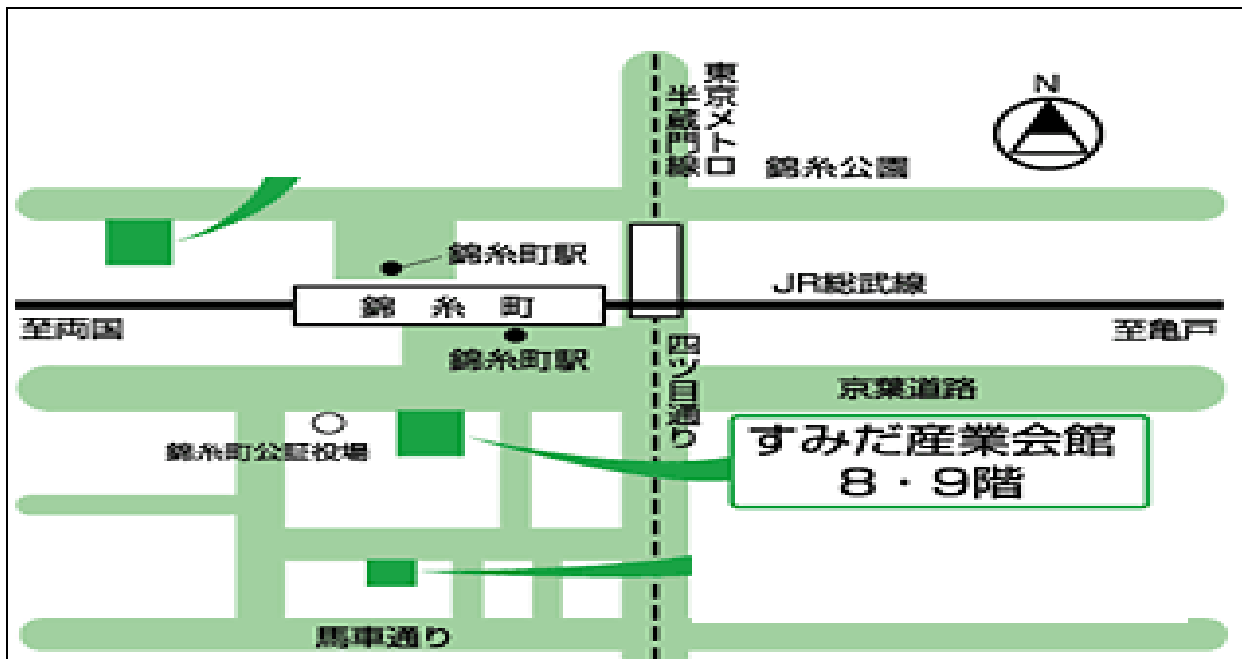 N
東京メトロ
半蔵門線
錦糸公園
錦糸町駅
JR総武線
錦糸町
至両国
至亀戸
錦糸町駅
四ツ目通り
京葉道路
すみだ産業会館
8・9階
錦糸町公証役場
馬車通り